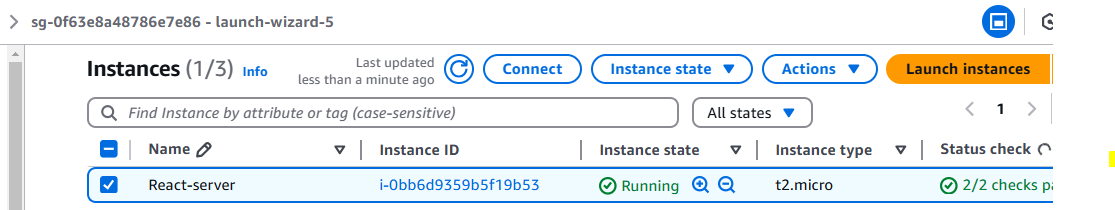 sg-0f63e8a48786e7e86 - launch-wizard-5
Instances (1/3) Info
Last updated
less than a minute ago
Connect
Instance state
Actions
Launch instances
Find Instance by attribute or tag (case-sensitive)
All states
1
Name Instance ID Instance state Instance type Status check
React-server i-0bb6d9359b5f19b53 Running t2.micro 2/2 checks pa